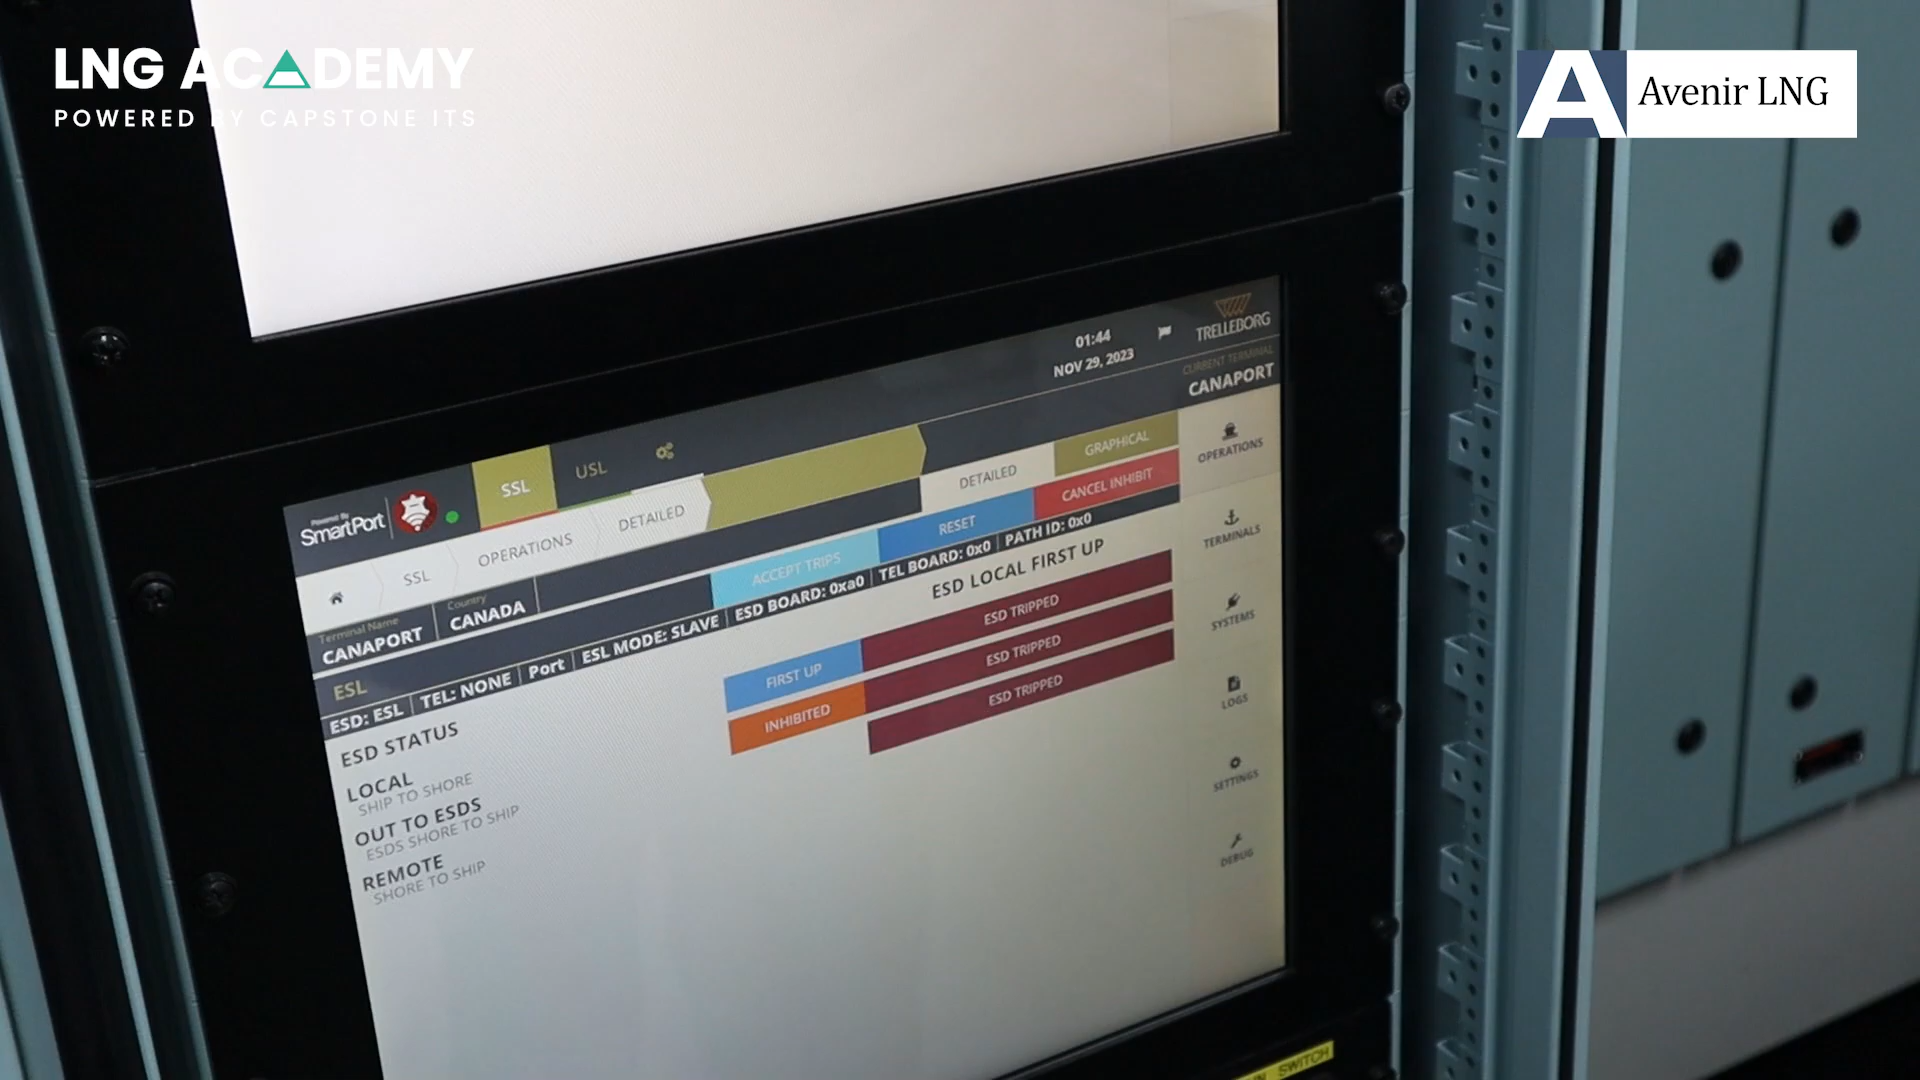 LNG ACADEMY
POWERED BY CAPSTONE ITS
Avenir LNG
01:44
NOV 29, 2023
TRELLEBORG
CURRENT TERMINAL
CANAPORT
Powered By
SmartPort
SSL
USL
SSL
OPERATIONS
DETAILED
DETAILED
GRAPHICAL
Terminal Name
CANAPORT
Country
CANADA
ACCEPT TRIPS
RESET
CANCEL INHIBIT
ESL
ESD: ESL
TEL: NONE
Port
ESL MODE: SLAVE
ESD BOARD: 0xa0
TEL BOARD: 0x0
PATH ID: 0x0
ESD STATUS
ESD LOCAL FIRST UP
LOCAL
SHIP TO SHORE
FIRST UP
ESD TRIPPED
OUT TO ESDS
ESDS SHORE TO SHIP
INHIBITED
ESD TRIPPED
REMOTE
SHORE TO SHIP
ESD TRIPPED
OPERATIONS
TERMINALS
SYSTEMS
LOGS
SETTINGS
DEBUG
SWITCH